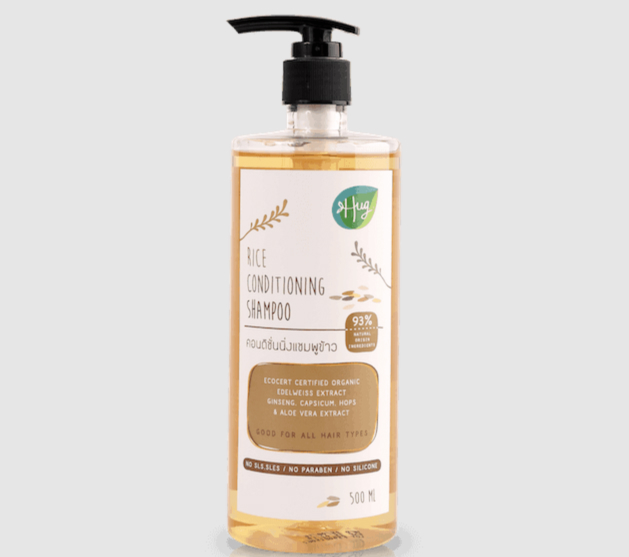 Hug
RICE
CONDITIONING
SHAMPOO
93%
NATURAL
ORIGIN
INGREDIENTS
คอนดิชั่นนิ่งแชมพูข้าว
ECOCERT CERTIFIED ORGANIC
EDELWEISS EXTRACT
GINSENG, CAPSICUM, HOPS
& ALOE VERA EXTRACT
GOOD FOR ALL HAIR TYPES
NO SLS,SLES / NO PARABEN / NO SILICONE
500 ML